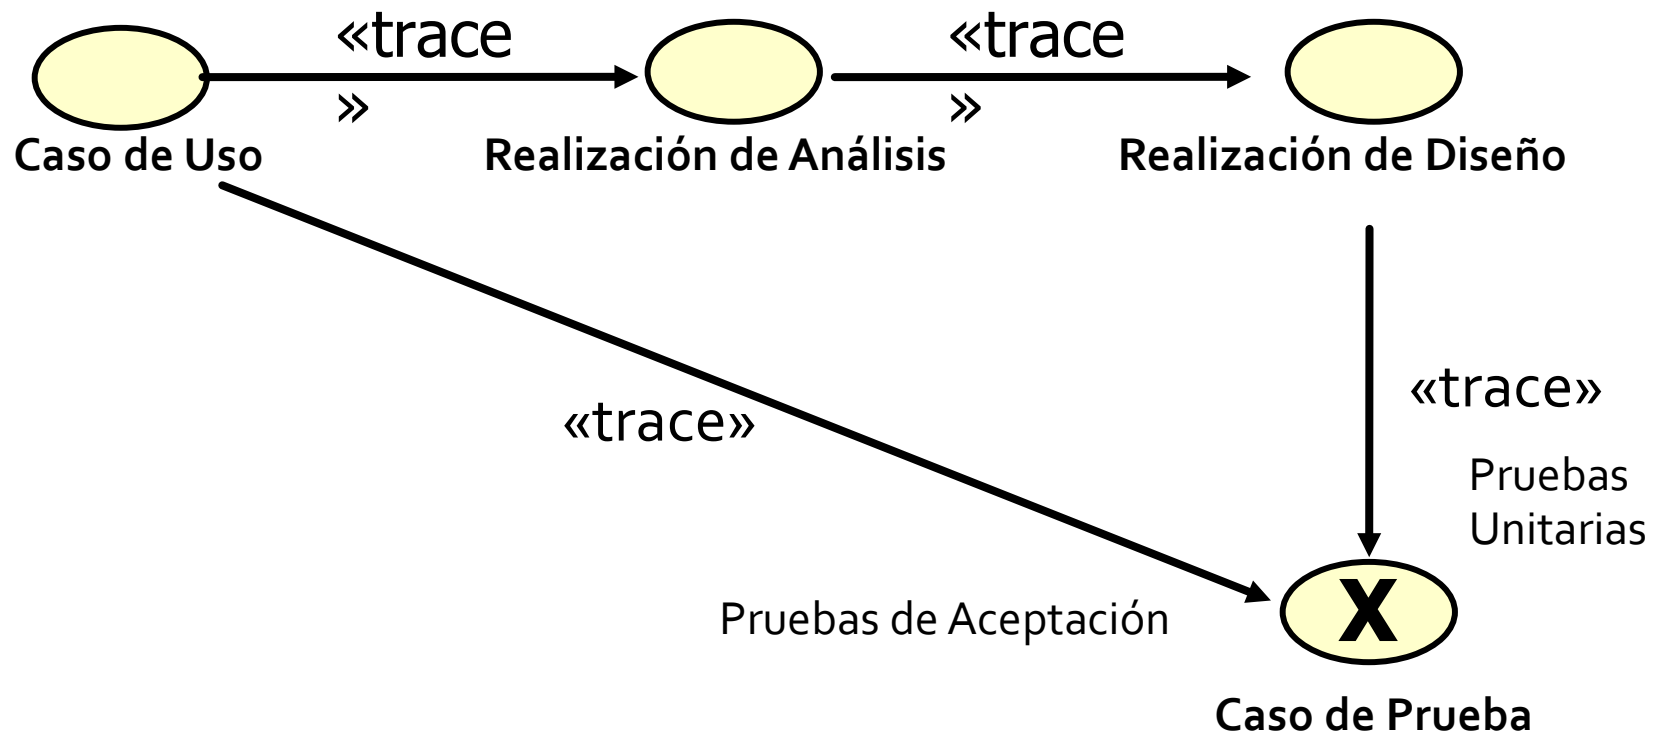 «trace
»
«trace
»
Caso de Uso
Realización de Análisis
Realización de Diseño
«trace»
«trace»
Pruebas
Unitarias
Pruebas de Aceptación
X
Caso de Prueba